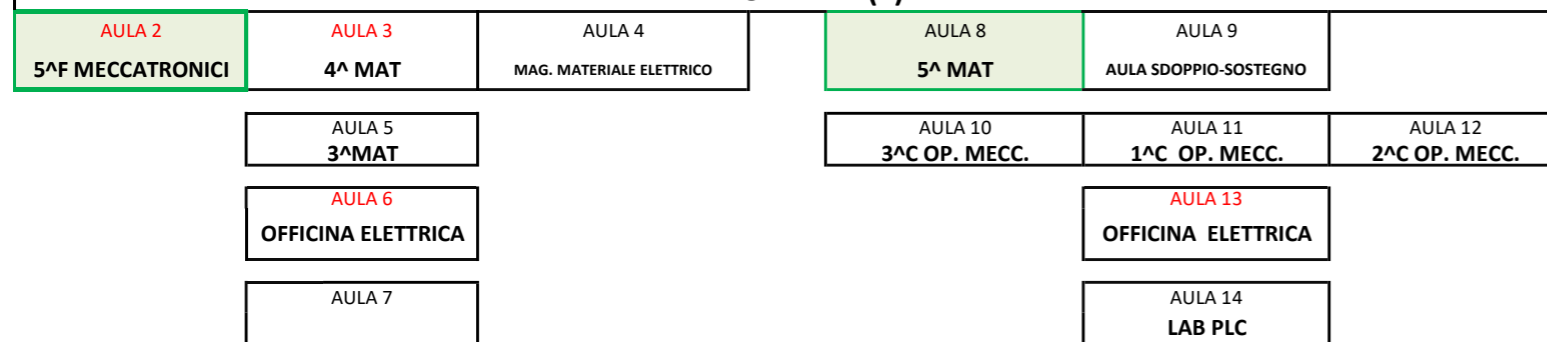 AULA 2 AULA 3 AULA 4 AULA 8 AULA 9
5^F MECCATRONICI 4^ MAT MAG. MATERIALE ELETTRICO 5^ MAT AULA SDOPPIO-SOSTEGNO
AULA 5 AULA 10 AULA 11 AULA 12
3^MAT 3^C OP. MECC. 1^C OP. MECC. 2^C OP. MECC.
AULA 6 AULA 13
OFFICINA ELETTRICA OFFICINA ELETTRICA
AULA 7 AULA 14
LAB PLC